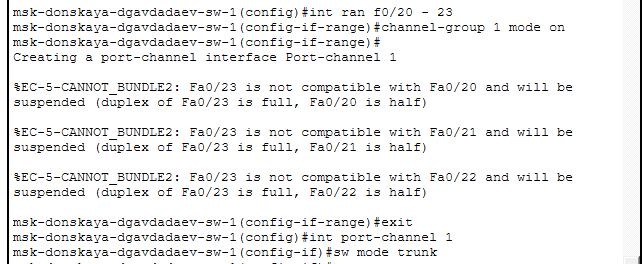 msk-donskaya-dgavdadaev-sw-1(config)#int ran f0/20 - 23
msk-donskaya-dgavdadaev-sw-1(config-if-range)#channel-group 1 mode on
msk-donskaya-dgavdadaev-sw-1(config-if-range)#
Creating a port-channel interface Port-channel 1
%EC-5-CANNOT_BUNDLE2: Fa0/23 is not compatible with Fa0/20 and will be
suspended (duplex of Fa0/23 is full, Fa0/20 is half)
%EC-5-CANNOT_BUNDLE2: Fa0/23 is not compatible with Fa0/21 and will be
suspended (duplex of Fa0/23 is full, Fa0/21 is half)
%EC-5-CANNOT_BUNDLE2: Fa0/23 is not compatible with Fa0/22 and will be
suspended (duplex of Fa0/23 is full, Fa0/22 is half)
msk-donskaya-dgavdadaev-sw-1(config-if-range)#exit
msk-donskaya-dgavdadaev-sw-1(config)#int port-channel 1
msk-donskaya-dgavdadaev-sw-1(config-if)#sw mode trunk